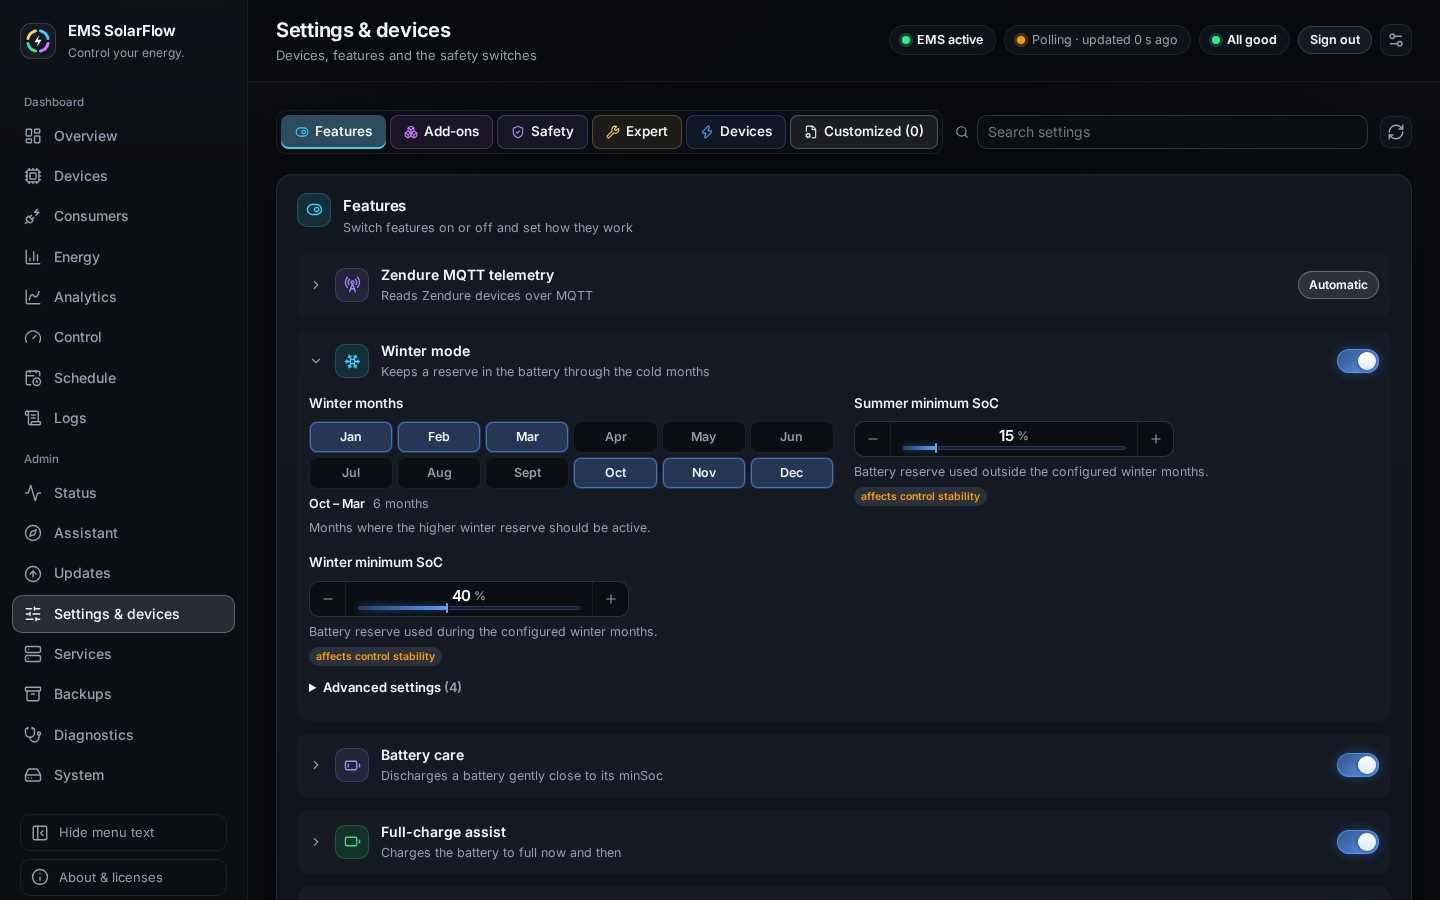 EMS SolarFlow
Control your energy.
Dashboard
Overview
Devices
Consumers
Energy
Analytics
Control
Schedule
Logs
Admin
Status
Assistant
Updates
Settings & devices
Services
Backups
Diagnostics
System
Hide menu text
About & licenses
Settings & devices
Devices, features and the safety switches
EMS active
Polling · updated 0 s ago
All good
Sign out
Features
Add-ons
Safety
Expert
Devices
Customized (0)
Search settings
Features
Switch features on or off and set how they work
Zendure MQTT telemetry
Reads Zendure devices over MQTT
Automatic
Winter mode
Keeps a reserve in the battery through the cold months
Winter months
Jan Feb Mar Apr May Jun
Jul Aug Sept Oct Nov Dec
Oct – Mar 6 months
Months where the higher winter reserve should be active.
Summer minimum SoC
− 15 % +
Battery reserve used outside the configured winter months.
affects control stability
Winter minimum SoC
− 40 % +
Battery reserve used during the configured winter months.
affects control stability
Advanced settings (4)
Battery care
Discharges a battery gently close to its minSoc
Full-charge assist
Charges the battery to full now and then